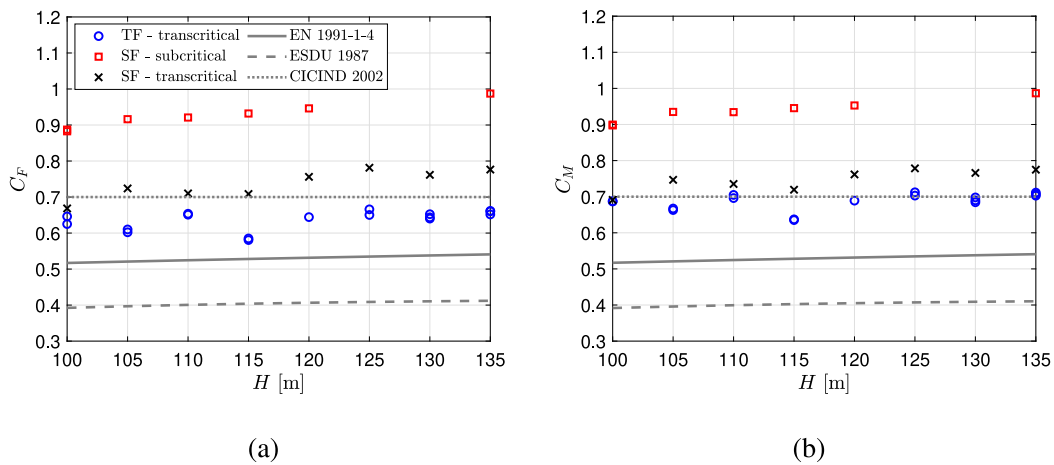 1.2
1.1
1
0.9
0.8
0.7
0.6
0.5
0.4
0.3
C_F
TF - transcritical
SF - subcritical
SF - transcritical
EN 1991-1-4
ESDU 1987
CICIND 2002
100 105 110 115 120 125 130 135
H [m]
(a)
1.2
1.1
1
0.9
0.8
0.7
0.6
0.5
0.4
0.3
C_M
100 105 110 115 120 125 130 135
H [m]
(b)